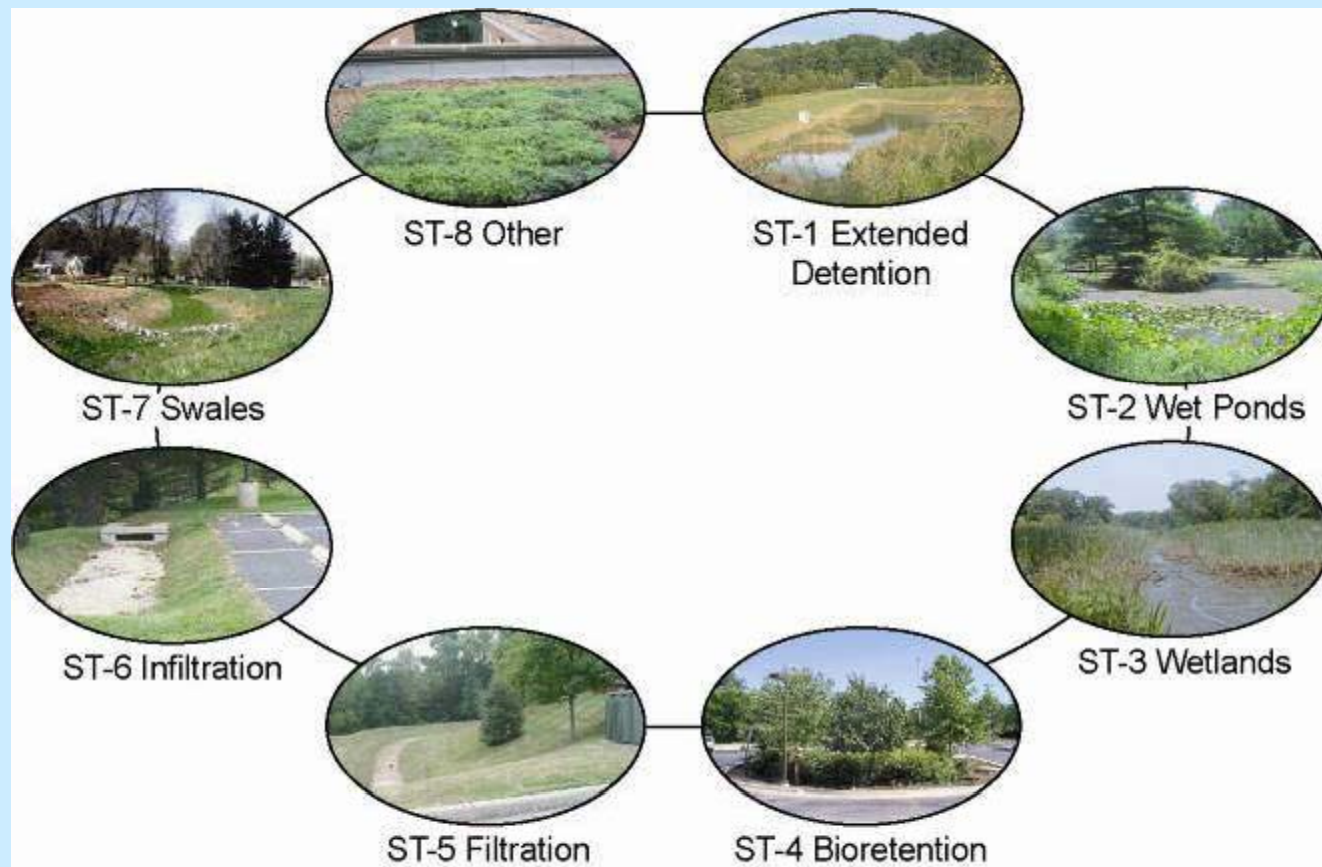 ST-8 Other
ST-1 Extended
Detention
ST-7 Swales
ST-2 Wet Ponds
ST-6 Infiltration
ST-3 Wetlands
ST-5 Filtration
ST-4 Bioretention